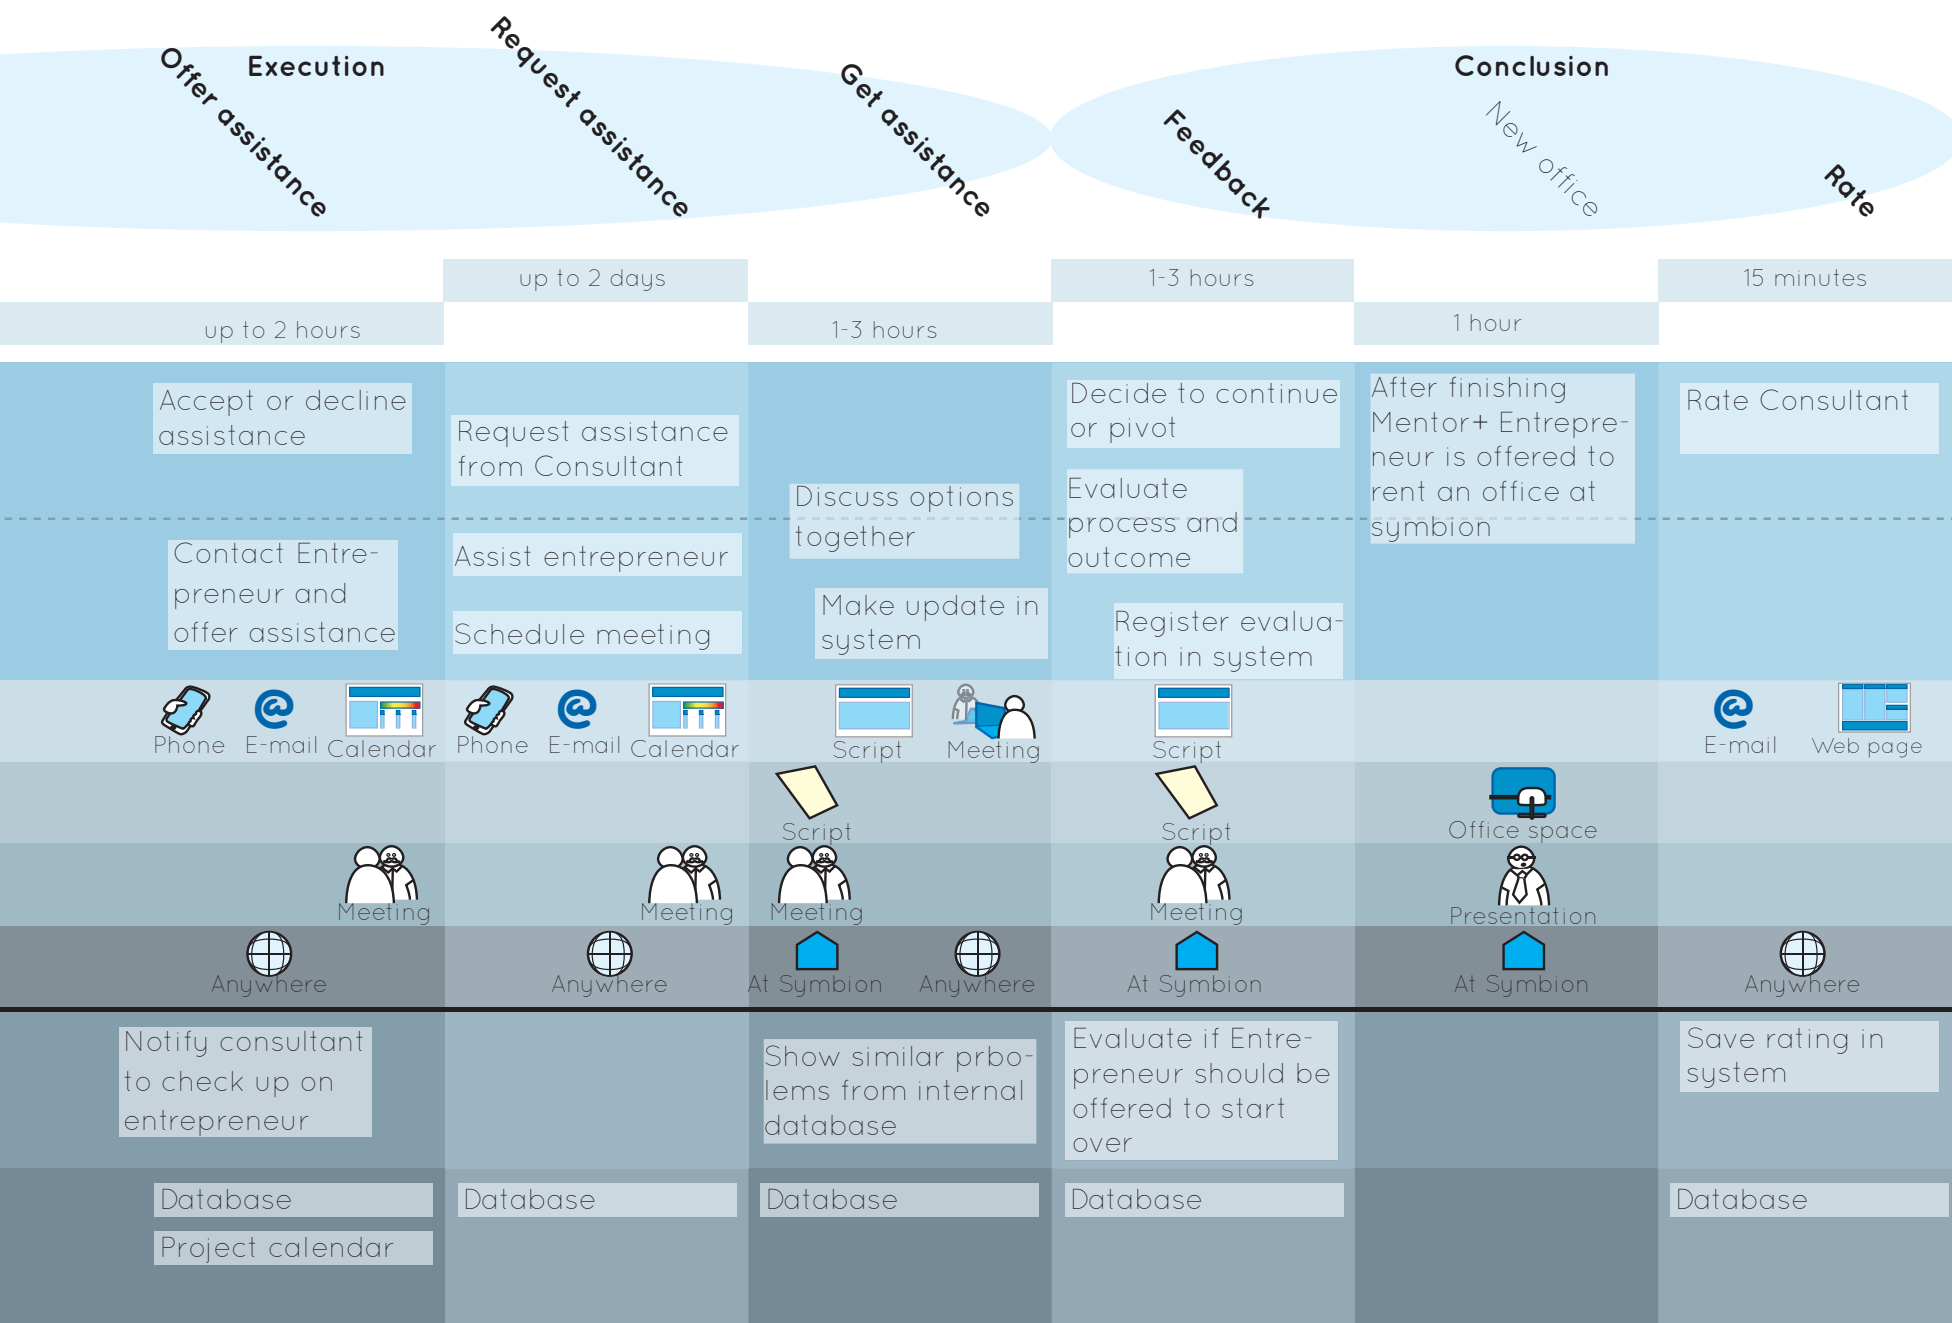 Execution
Conclusion
Offer assistance
Request assistance
Get assistance
Feedback
New office
Rate
up to 2 days
1-3 hours
15 minutes
up to 2 hours
1-3 hours
1 hour
Accept or decline
assistance
Request assistance
from Consultant
Discuss options
together
Decide to continue
or pivot
Evaluate
process and
outcome
After finishing
Mentor+ Entrepre-
neur is offered to
rent an office at
symbion
Rate Consultant
Contact Entre-
preneur and
offer assistance
Assist entrepreneur
Schedule meeting
Make update in
system
Register evalua-
tion in system
Phone
E-mail
Calendar
Phone
E-mail
Calendar
Script
Meeting
Script
E-mail
Web page
Script
Script
Office space
Meeting
Meeting
Meeting
Meeting
Presentation
Anywhere
Anywhere
At Symbion
Anywhere
At Symbion
At Symbion
Anywhere
Notify consultant
to check up on
entrepreneur
Show similar prbo-
lems from internal
database
Evaluate if Entre-
preneur should be
offered to start
over
Save rating in
system
Database
Database
Database
Database
Database
Project calendar